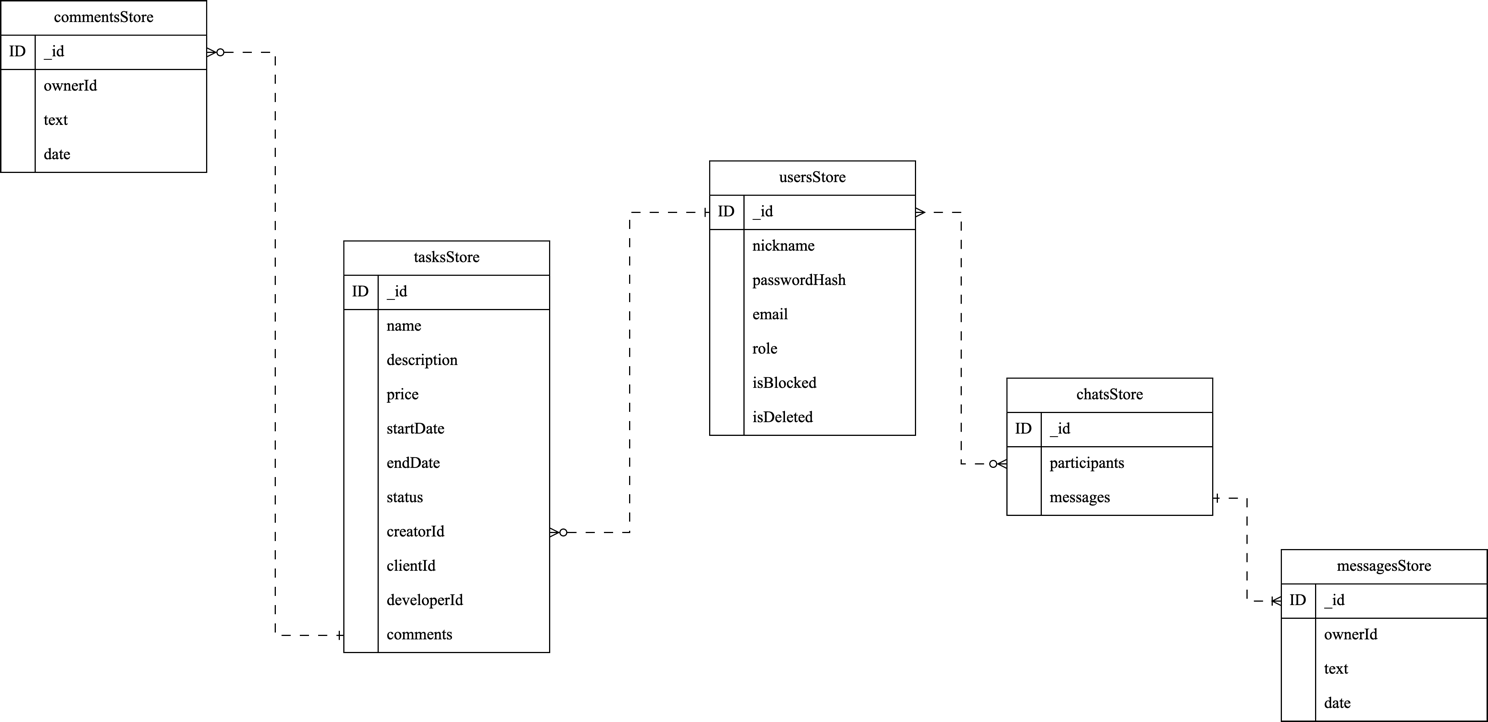 commentsStore
ID _id
ownerId
text
date
tasksStore
ID _id
name
description
price
startDate
endDate
status
creatorId
clientId
developerId
comments
usersStore
ID _id
nickname
passwordHash
email
role
isBlocked
isDeleted
chatsStore
ID _id
participants
messages
messagesStore
ID _id
ownerId
text
date